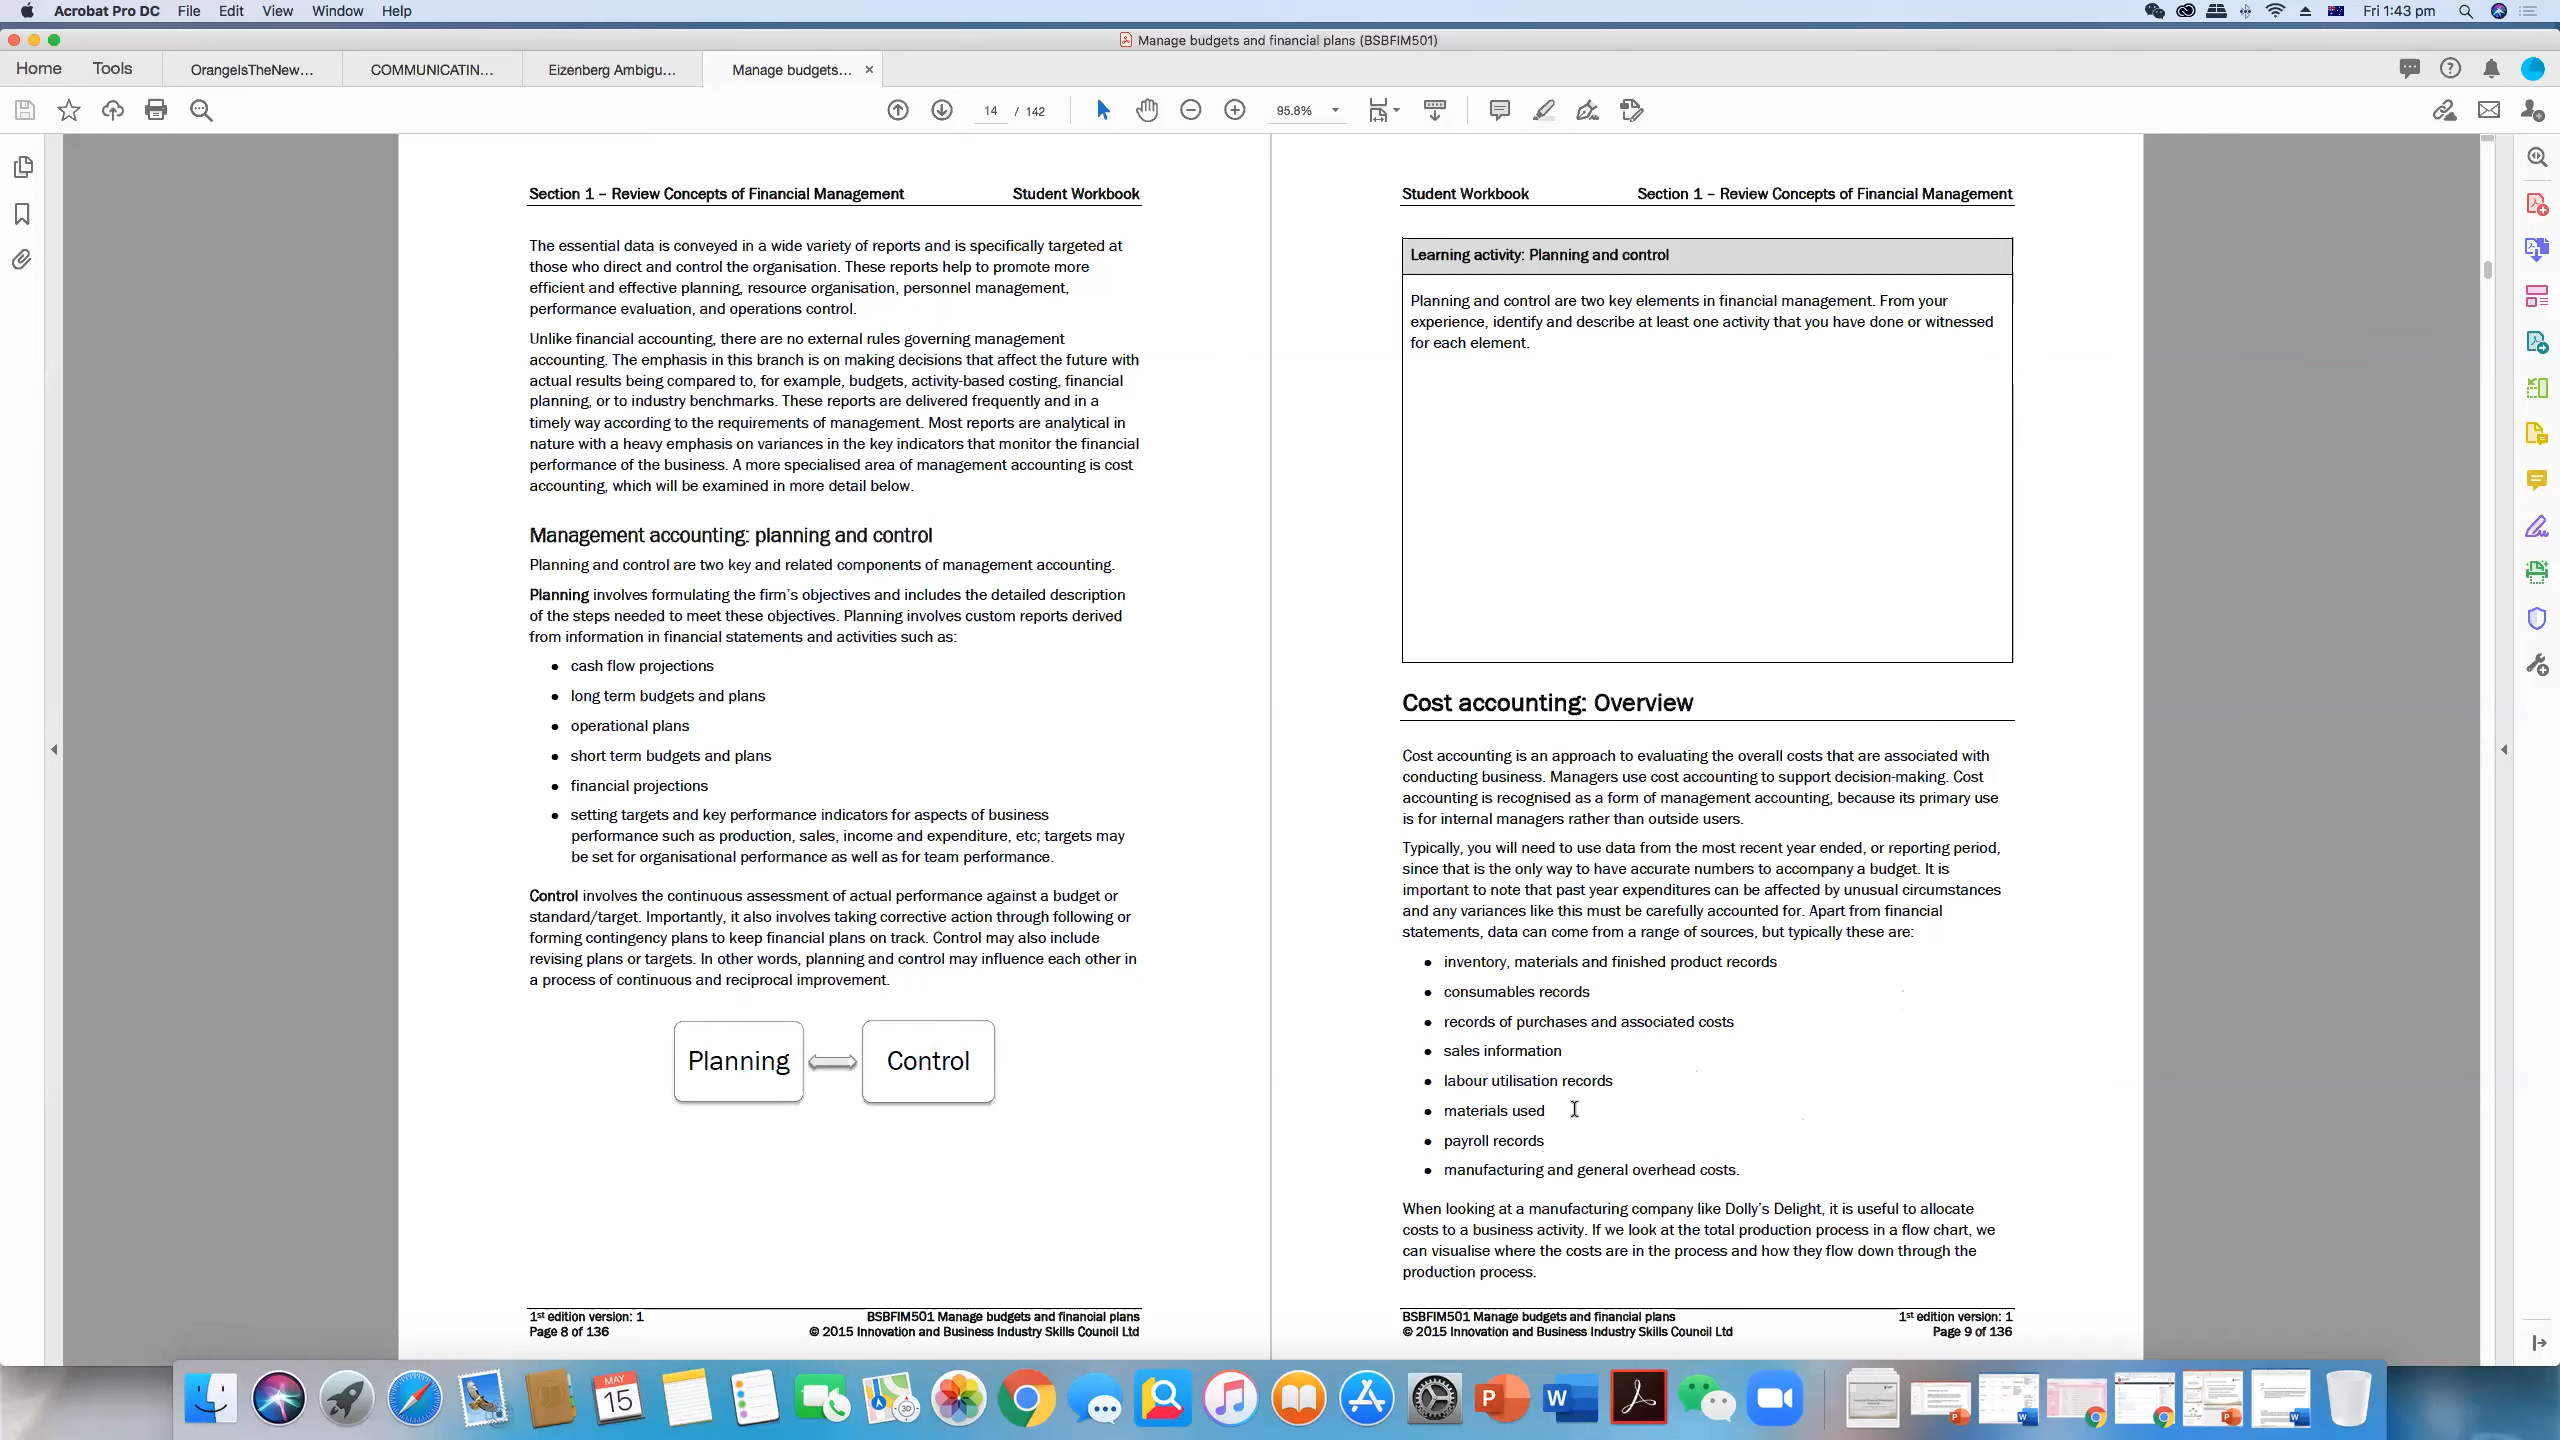 Acrobat Pro DC File Edit View Window Help
Fri 1:43 pm
Manage budgets and financial plans (BSBFIM501)
Home Tools OrangeIsTheNew... COMMUNICATIN... Eizenberg Ambigu... Manage budgets... ×
14 / 142
95.8%
Section 1 – Review Concepts of Financial Management Student Workbook
The essential data is conveyed in a wide variety of reports and is specifically targeted at
those who direct and control the organisation. These reports help to promote more
efficient and effective planning, resource organisation, personnel management,
performance evaluation, and operations control.
Unlike financial accounting, there are no external rules governing management
accounting. The emphasis in this branch is on making decisions that affect the future with
actual results being compared to, for example, budgets, activity-based costing, financial
planning, or to industry benchmarks. These reports are delivered frequently and in a
timely way according to the requirements of management. Most reports are analytical in
nature with a heavy emphasis on variances in the key indicators that monitor the financial
performance of the business. A more specialised area of management accounting is cost
accounting, which will be examined in more detail below.
Management accounting: planning and control
Planning and control are two key and related components of management accounting.
Planning involves formulating the firm's objectives and includes the detailed description
of the steps needed to meet these objectives. Planning involves custom reports derived
from information in financial statements and activities such as:
• cash flow projections
• long term budgets and plans
• operational plans
• short term budgets and plans
• financial projections
• setting targets and key performance indicators for aspects of business
performance such as production, sales, income and expenditure, etc; targets may
be set for organisational performance as well as for team performance.
Control involves the continuous assessment of actual performance against a budget or
standard/target. Importantly, it also involves taking corrective action through following or
forming contingency plans to keep financial plans on track. Control may also include
revising plans or targets. In other words, planning and control may influence each other in
a process of continuous and reciprocal improvement.
Planning Control
1st edition version: 1 BSBFIM501 Manage budgets and financial plans
Page 8 of 136 © 2015 Innovation and Business Industry Skills Council Ltd
Student Workbook Section 1 – Review Concepts of Financial Management
Learning activity: Planning and control
Planning and control are two key elements in financial management. From your
experience, identify and describe at least one activity that you have done or witnessed
for each element.
Cost accounting: Overview
Cost accounting is an approach to evaluating the overall costs that are associated with
conducting business. Managers use cost accounting to support decision-making. Cost
accounting is recognised as a form of management accounting, because its primary use
is for internal managers rather than outside users.
Typically, you will need to use data from the most recent year ended, or reporting period,
since that is the only way to have accurate numbers to accompany a budget. It is
important to note that past year expenditures can be affected by unusual circumstances
and any variances like this must be carefully accounted for. Apart from financial
statements, data can come from a range of sources, but typically these are:
• inventory, materials and finished product records
• consumables records
• records of purchases and associated costs
• sales information
• labour utilisation records
• materials used
• payroll records
• manufacturing and general overhead costs.
When looking at a manufacturing company like Dolly's Delight, it is useful to allocate
costs to a business activity. If we look at the total production process in a flow chart, we
can visualise where the costs are in the process and how they flow down through the
production process.
BSBFIM501 Manage budgets and financial plans 1st edition version: 1
© 2015 Innovation and Business Industry Skills Council Ltd Page 9 of 136
MAY
15